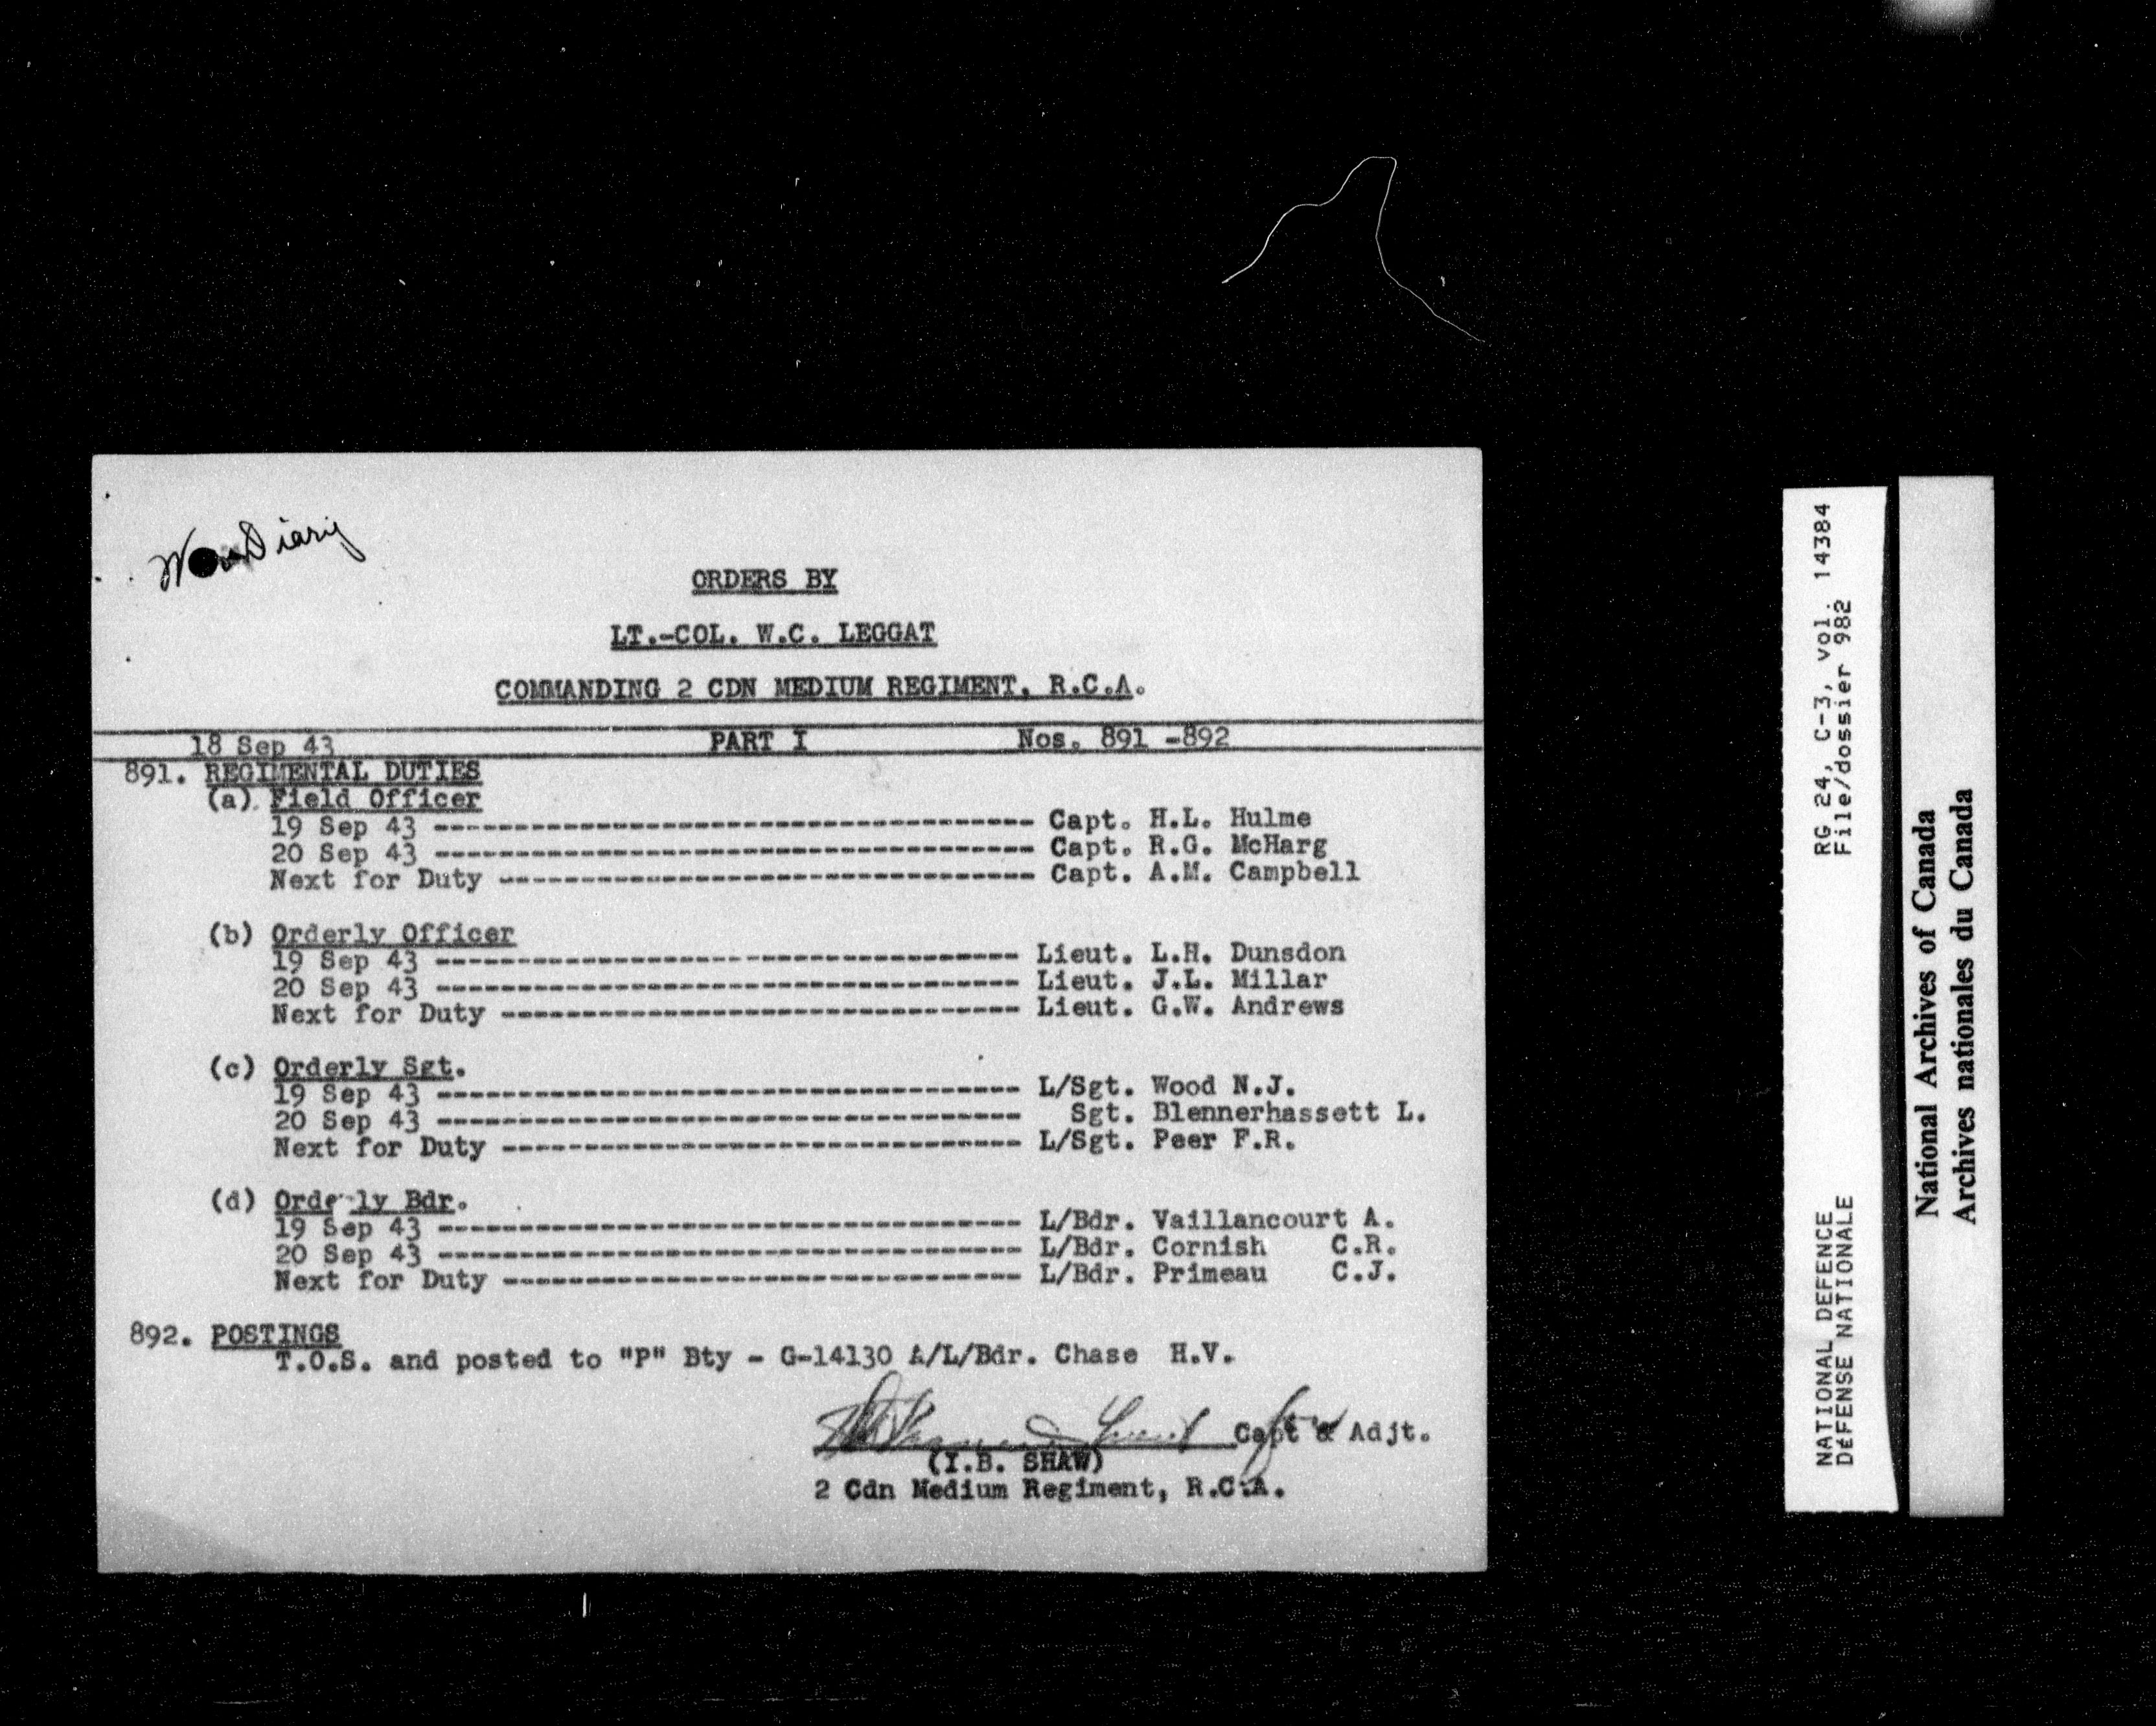 War Diary
ORDERS BY
LT.-COL. W.C. LEGGAT
COMMANDING 2 CDN MEDIUM REGIMENT, R.C.A.
18 Sep 43 PART I Nos. 891 -892
891. REGIMENTAL DUTIES
(a) Field Officer
19 Sep 43 ------------------------------------- Capt. H.L. Hulme
20 Sep 43 ------------------------------------- Capt. R.G. McHarg
Next for Duty --------------------------------- Capt. A.M. Campbell
(b) Orderly Officer
19 Sep 43 ------------------------------------ Lieut. L.H. Dunsdon
20 Sep 43 ------------------------------------ Lieut. J.L. Millar
Next for Duty -------------------------------- Lieut. G.W. Andrews
(c) Orderly Sgt.
19 Sep 43 ------------------------------------ L/Sgt. Wood N.J.
20 Sep 43 ------------------------------------ Sgt. Blennerhassett L.
Next for Duty -------------------------------- L/Sgt. Peer F.R.
(d) Orderly Bdr.
19 Sep 43 ------------------------------------ L/Bdr. Vaillancourt A.
20 Sep 43 ------------------------------------ L/Bdr. Cornish C.R.
Next for Duty -------------------------------- L/Bdr. Primeau C.J.
892. POSTINGS
T.O.S. and posted to "P" Bty - G-14130 A/L/Bdr. Chase H.V.
Lieut for Capt & Adjt.
(I.B. SHAW)
2 Cdn Medium Regiment, R.C.A.
NATIONAL DEFENCE RG 24, C-3, vol. 14384
DÉFENSE NATIONALE File/dossier 982
National Archives of Canada
Archives nationales du Canada